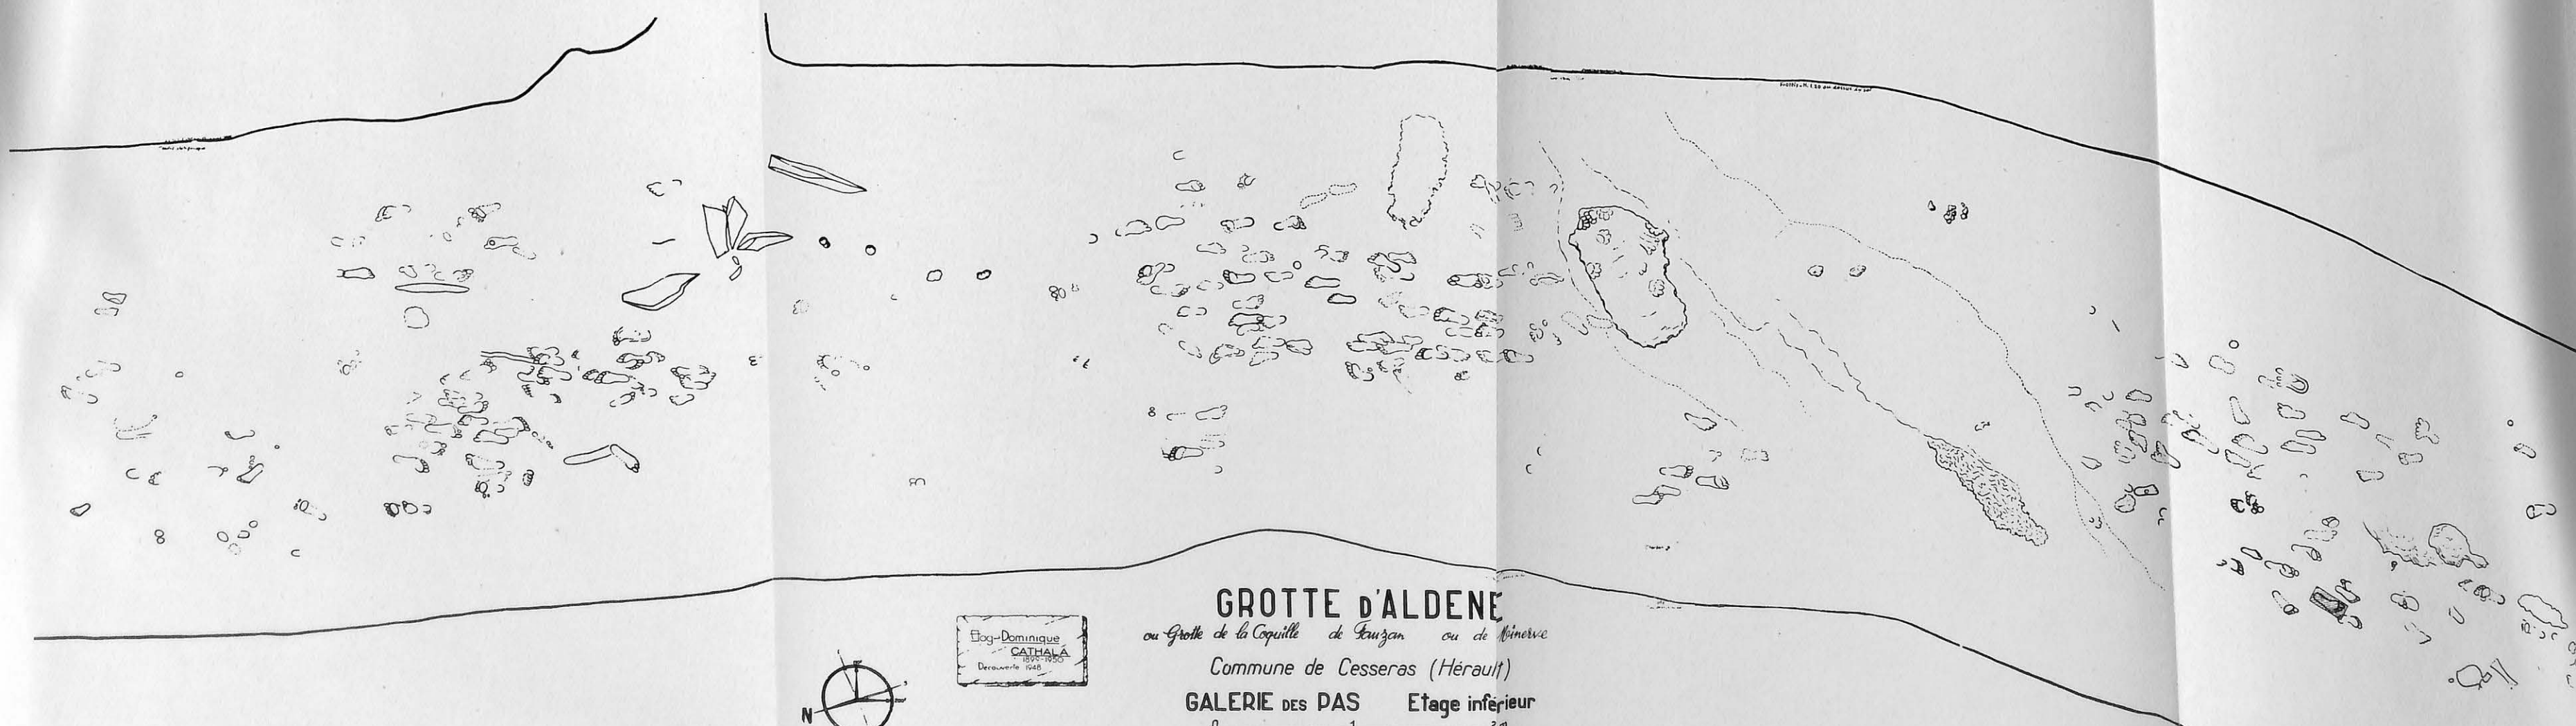 GROTTE D'ALDENE
ou Grotte de la Coquille de Fauzan ou de Minerve
Commune de Cesseras (Hérault)
GALERIE DES PAS Etage inférieur
Dominique
CATHALA
1899-1950
Decouverte 1948
N